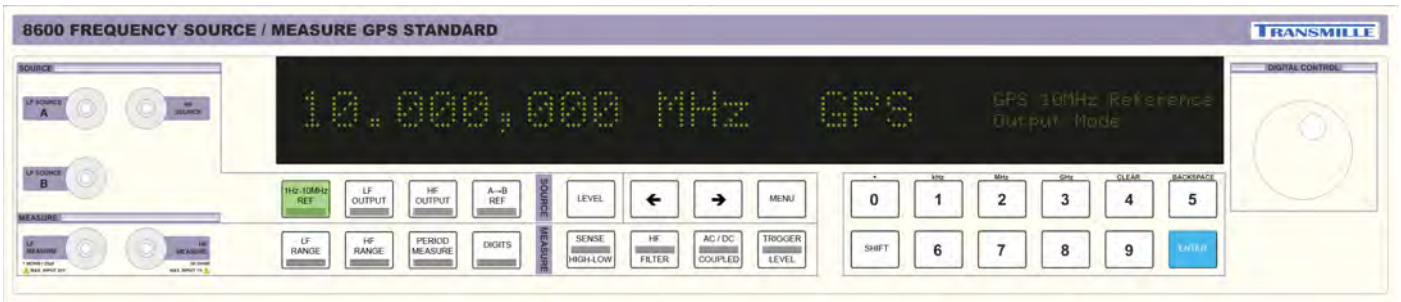 8600 FREQUENCY SOURCE / MEASURE GPS STANDARD
TRANSMILLE
SOURCE
LF SOURCE
A
HF
SOURCE
LF SOURCE
B
MEASURE
LF
MEASURE
HF
MEASURE
MAX. INPUT
MAX. INPUT
10.000,000 MHz GPS
GPS 10MHz Reference
Output Mode
DIGITAL CONTROL
1Hz-10MHz
REF
LF
OUTPUT
HF
OUTPUT
A→B
REF
SOURCE
LEVEL
←
→
MENU
LF
RANGE
HF
RANGE
PERIOD
MEASURE
DIGITS
MEASURE
SENSE
HIGH-LOW
HF
FILTER
AC / DC
COUPLED
TRIGGER
LEVEL
kHz MHz GHz CLEAR BACKSPACE
0 1 2 3 4 5
SHIFT 6 7 8 9 ENTER